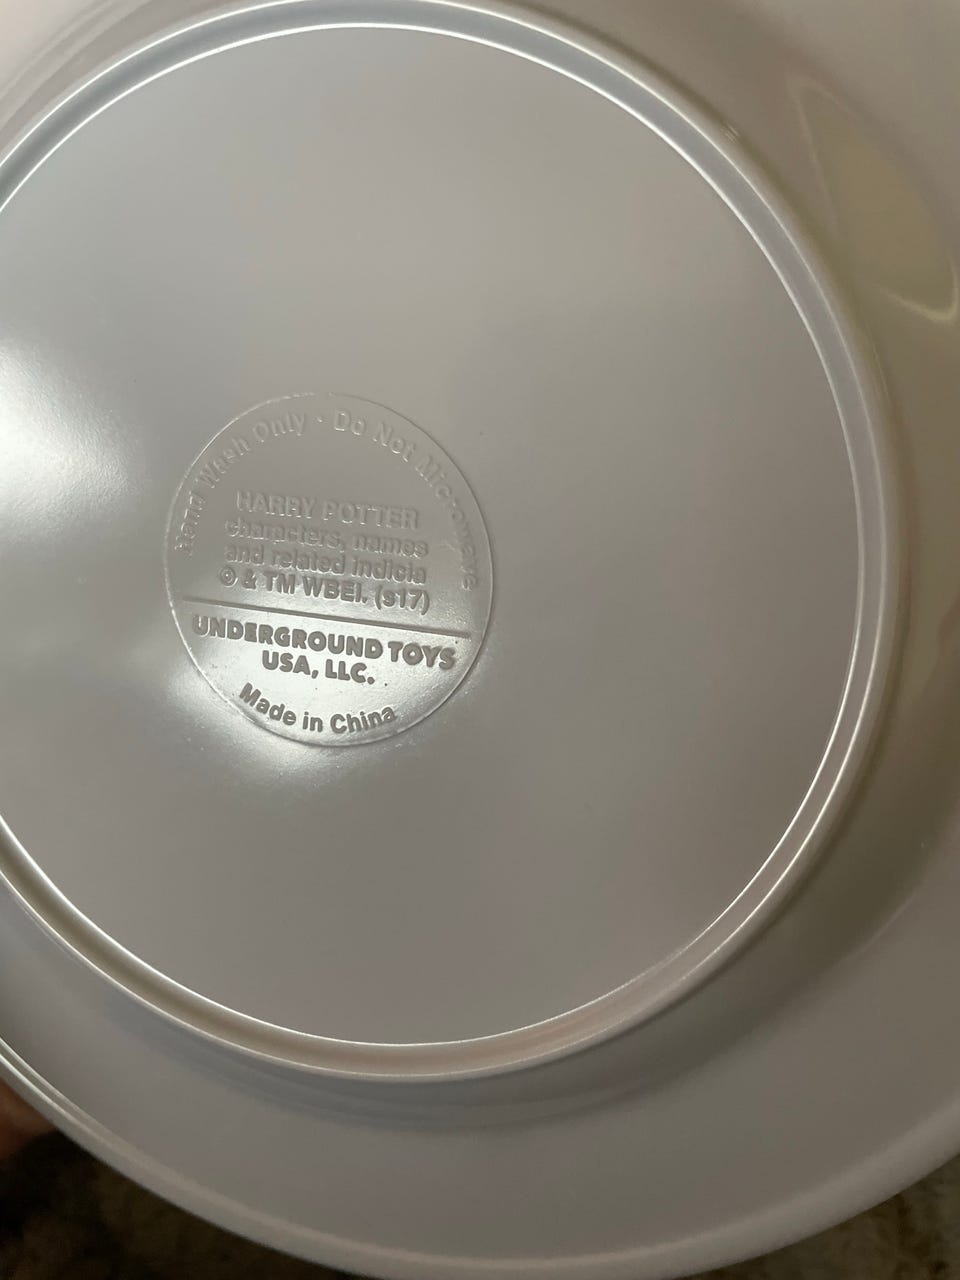 Hand Wash Only · Do Not Microwave
HARRY POTTER
characters, names
and related indicia
© & TM WBEI. (s17)
UNDERGROUND TOYS
USA, LLC.
Made in China